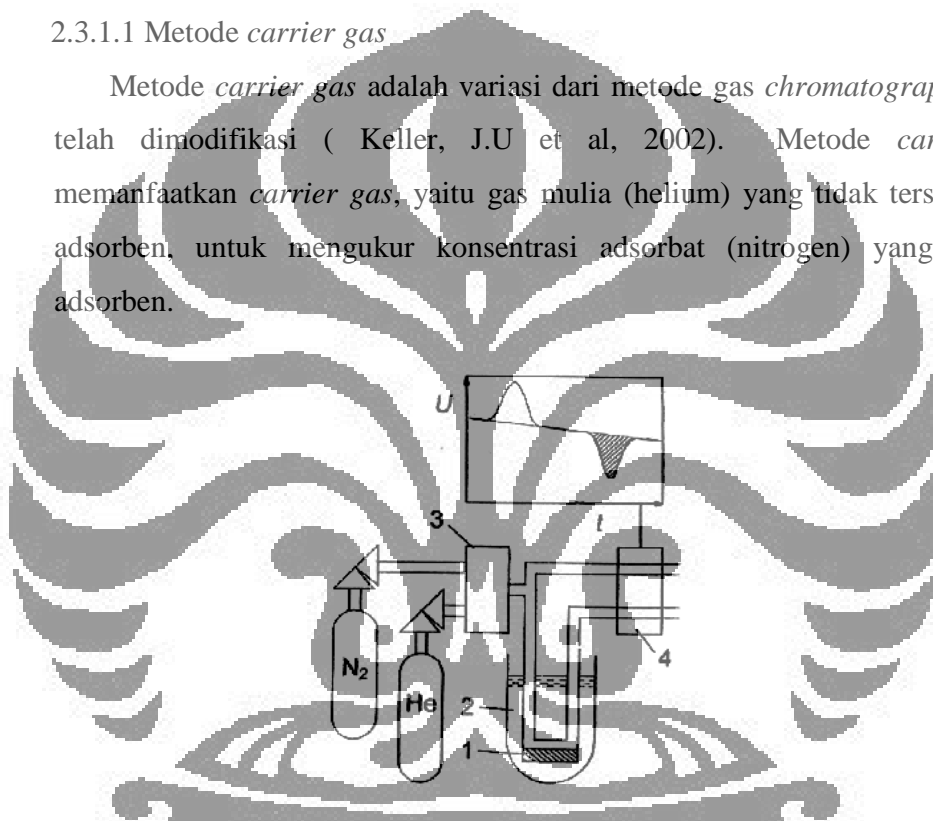 2.3.1.1 Metode carrier gas
Metode carrier gas adalah variasi dari metode gas chromatograp
telah dimodifikasi ( Keller, J.U et al, 2002). Metode car
memanfaatkan carrier gas, yaitu gas mulia (helium) yang tidak ters
adsorben, untuk mengukur konsentrasi adsorbat (nitrogen) yang
adsorben.
U
t
3
4
N2
He
2
1